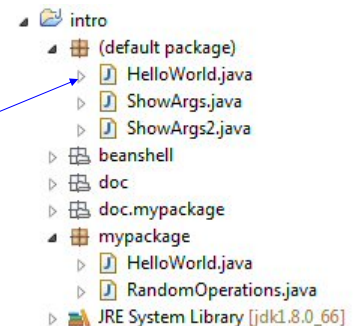 intro
(default package)
HelloWorld.java
ShowArgs.java
ShowArgs2.java
beanshell
doc
doc.mypackage
mypackage
HelloWorld.java
RandomOperations.java
JRE System Library [jdk1.8.0_66]